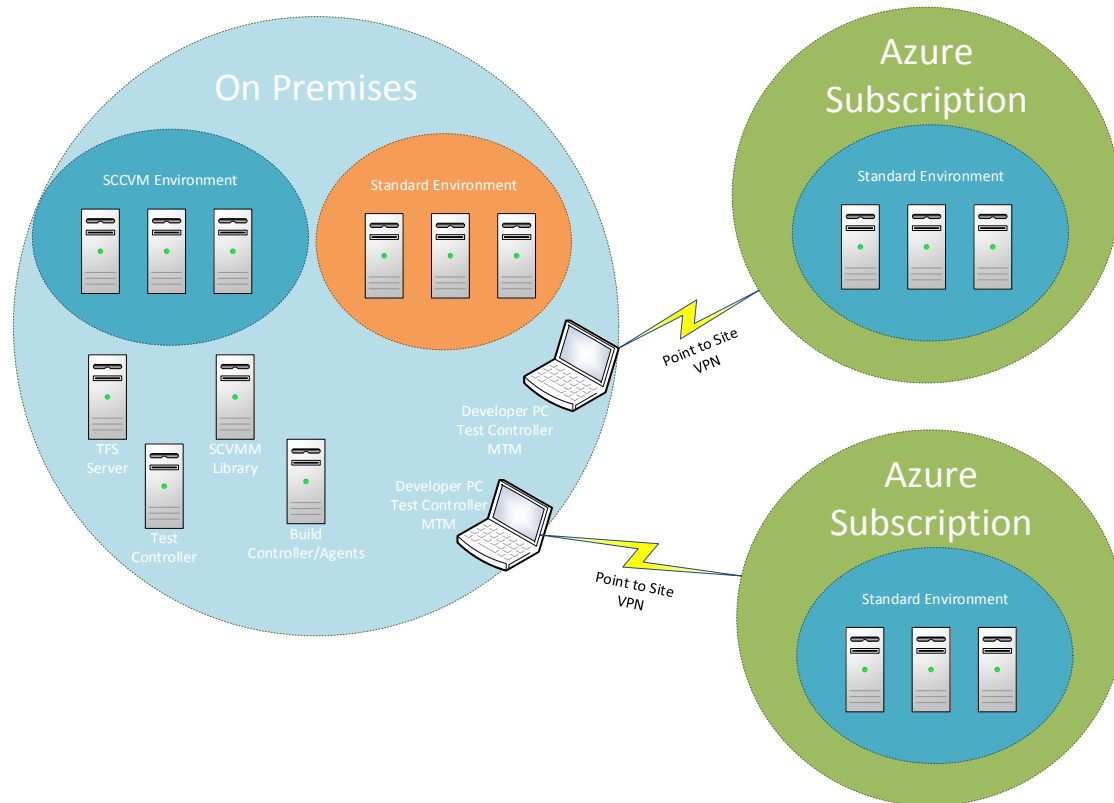 On Premises
SCCVM Environment
Standard Environment
TFS
Server
SCVMM
Library
Test
Controller
Build
Controller/Agents
Developer PC
Test Controller
MTM
Developer PC
Test Controller
MTM
Point to Site
VPN
Point to Site
VPN
Azure
Subscription
Standard Environment
Azure
Subscription
Standard Environment